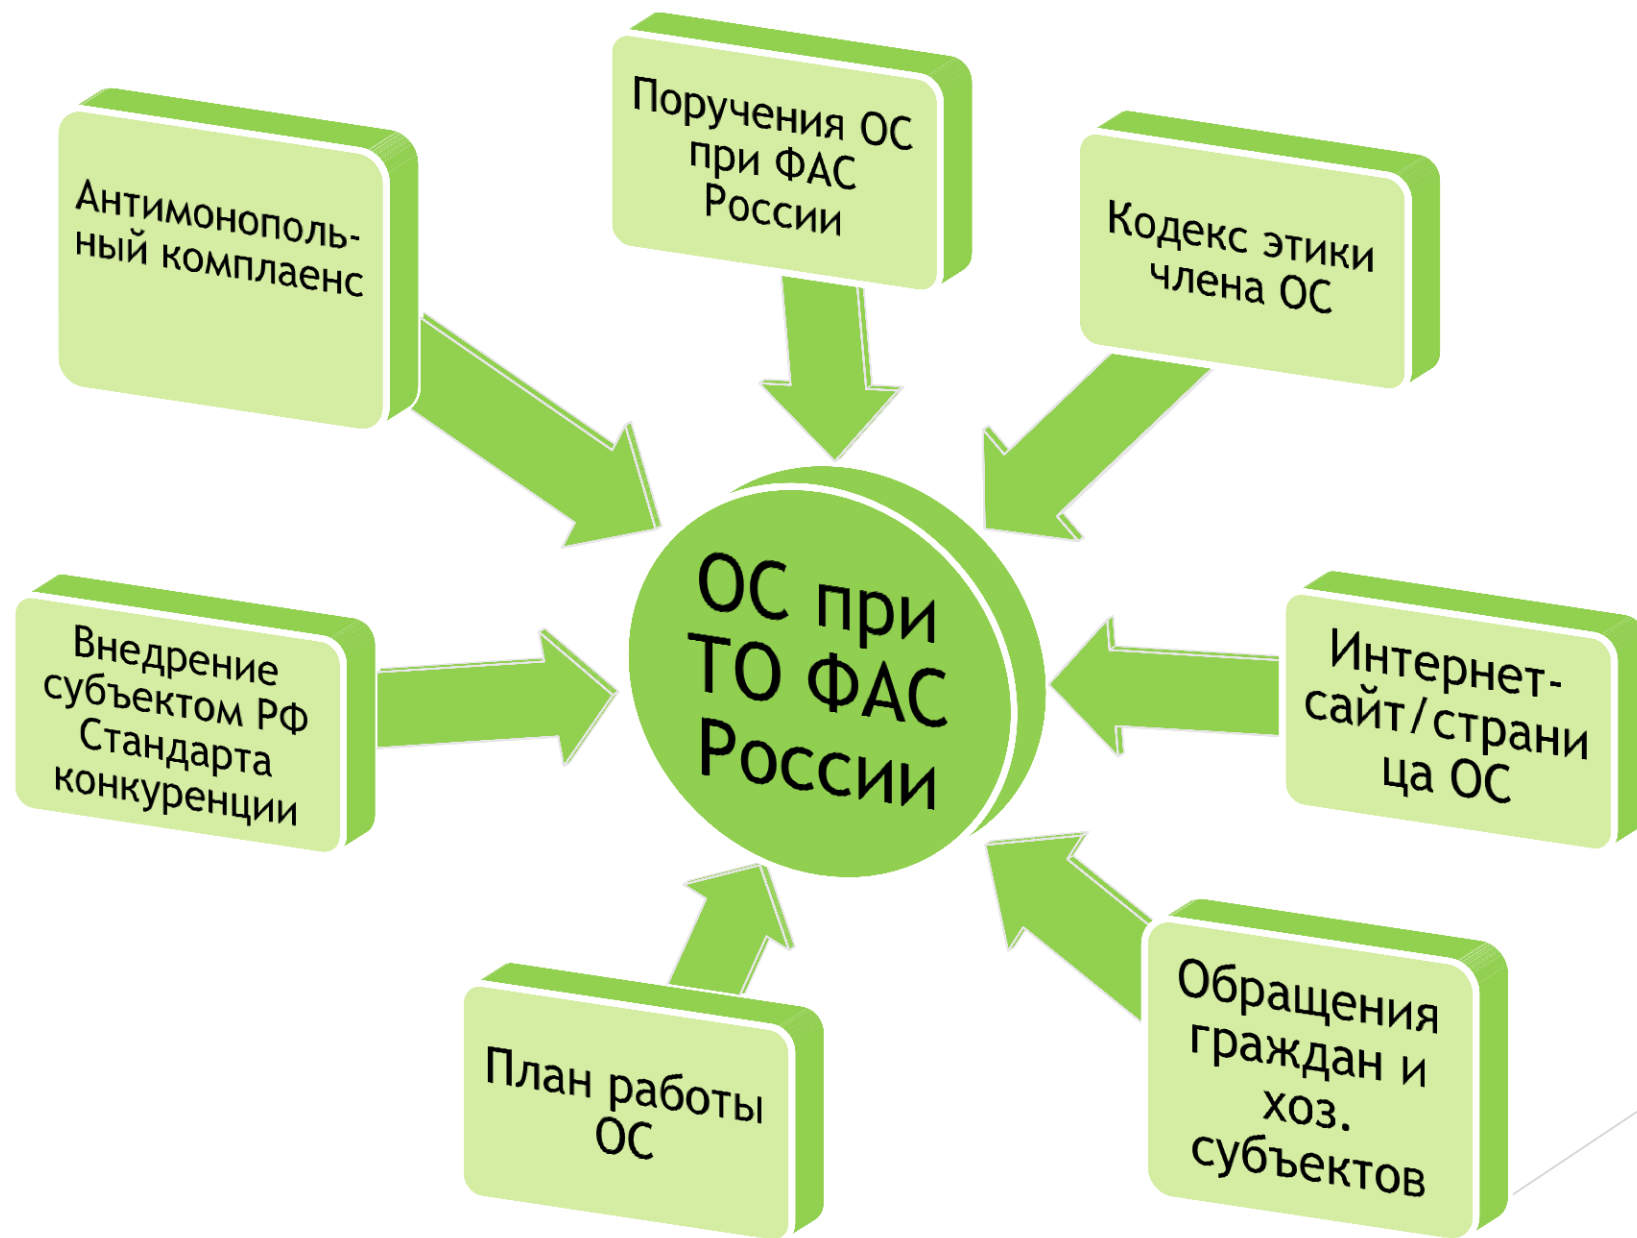 Поручения ОС
при ФАС
России
Антимонополь-
ный комплаенс
Кодекс этики
члена ОС
ОС при
ТО ФАС
России
Внедрение
субъектом РФ
Стандарта
конкуренции
Интернет-
сайт/страни
ца ОС
План работы
ОС
Обращения
граждан и
хоз.
субъектов